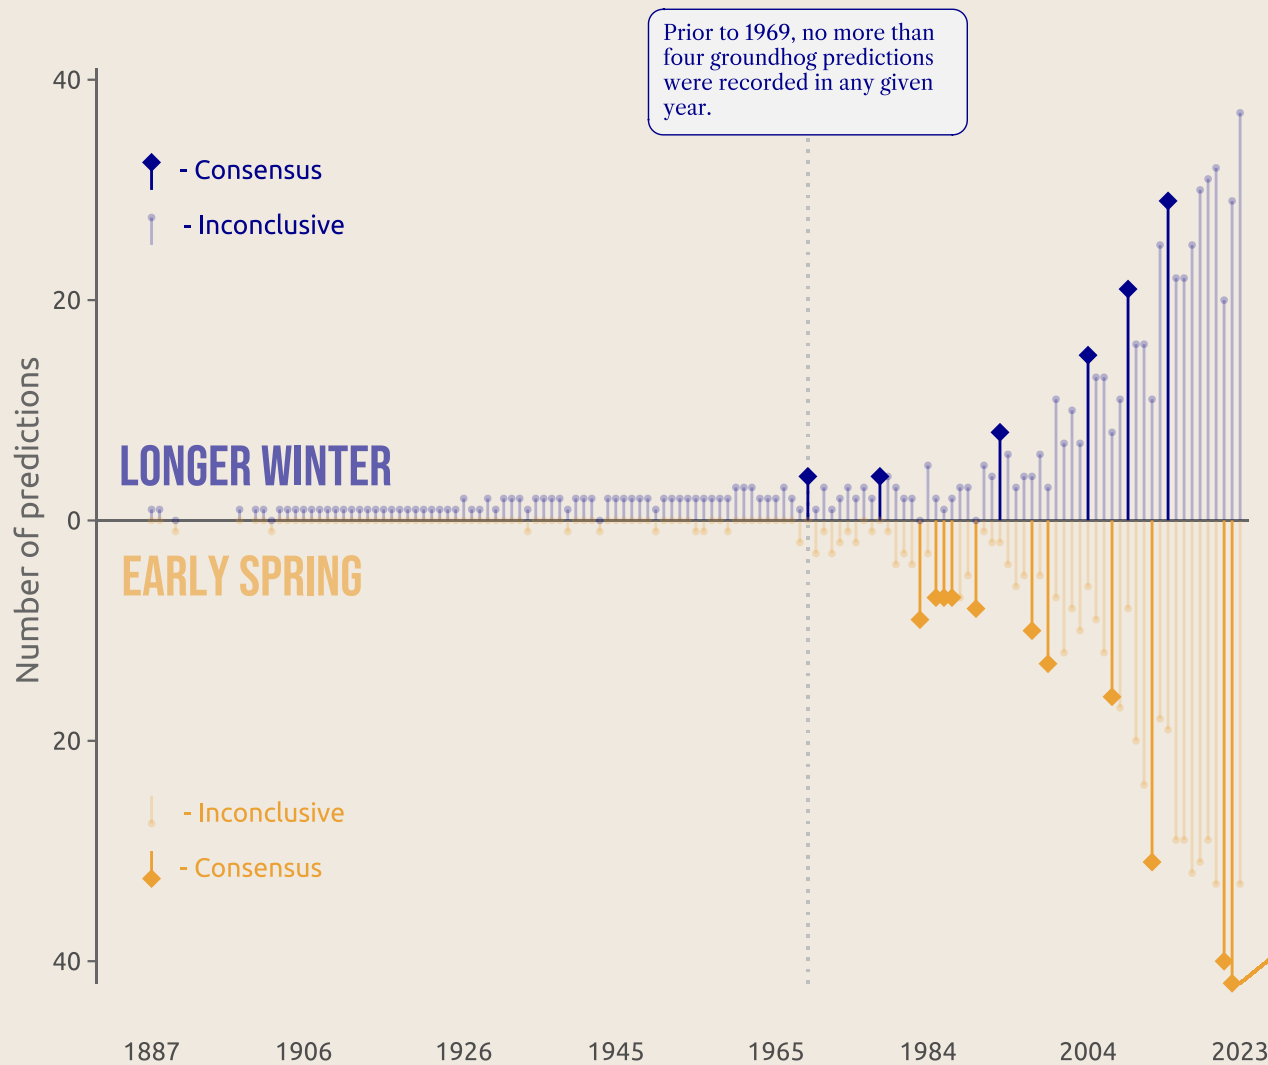 Prior to 1969, no more than
four groundhog predictions
were recorded in any given
year.
40
- Consensus
- Inconclusive
20
Number of predictions
LONGER WINTER
0
EARLY SPRING
20
- Inconclusive
- Consensus
40
1887 1906 1926 1945 1965 1984 2004 2023